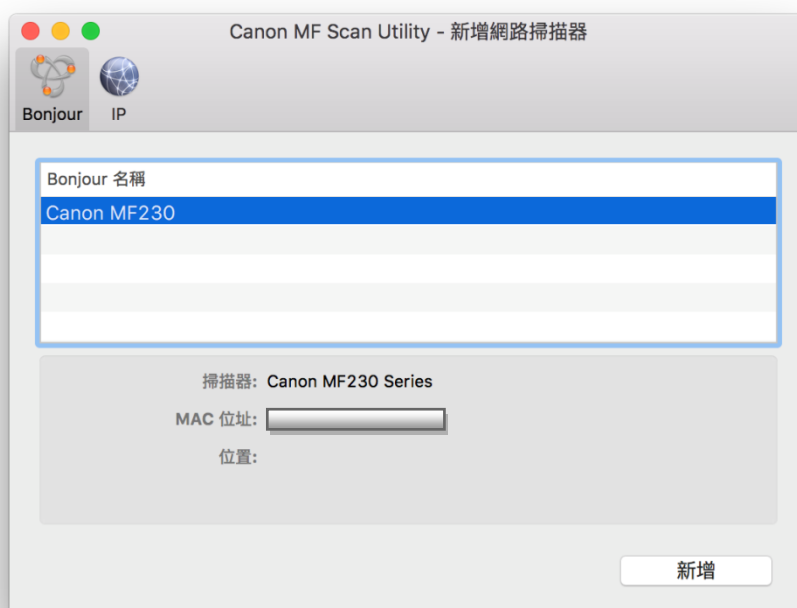 Canon MF Scan Utility - 新增網路掃描器
Bonjour IP
Bonjour 名稱
Canon MF230
掃描器: Canon MF230 Series
MAC 位址:
位置:
新增